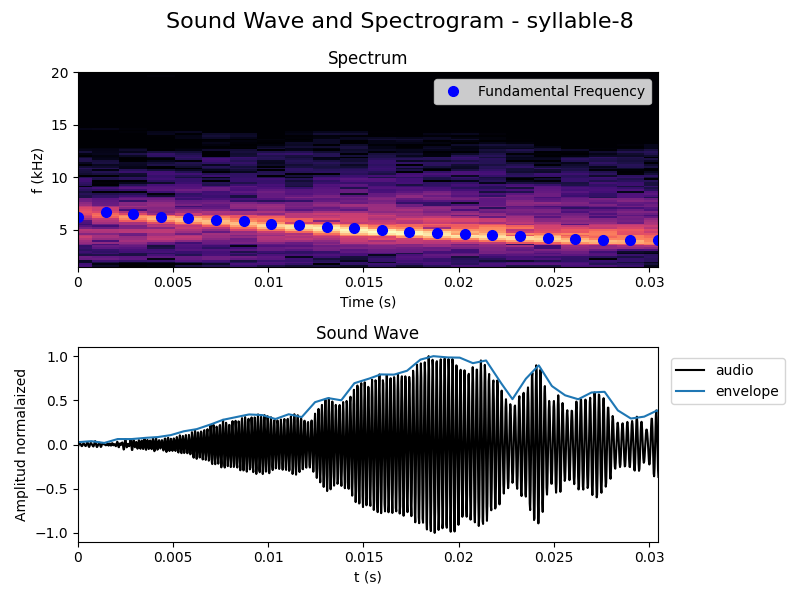 Sound Wave and Spectrogram - syllable-8
Spectrum
20
15
10
5
f (kHz)
Fundamental Frequency
0 0.005 0.01 0.015 0.02 0.025 0.03
Time (s)
Sound Wave
1.0
0.5
0.0
−0.5
−1.0
Amplitud normalaized
audio
envelope
0 0.005 0.01 0.015 0.02 0.025 0.03
t (s)